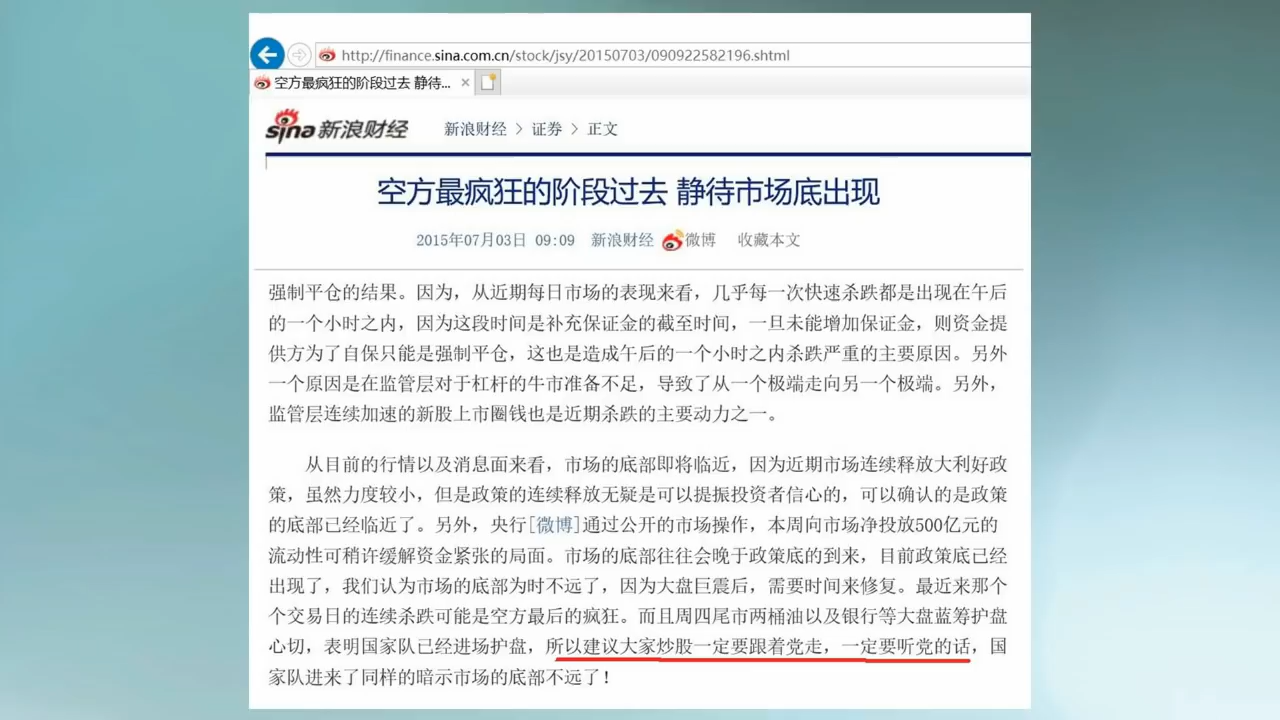 http://finance.sina.com.cn/stock/jsy/20150703/090922582196.shtml
空方最疯狂的阶段过去 静待...
sina 新浪财经 新浪财经 > 证券 > 正文
空方最疯狂的阶段过去 静待市场底出现
2015年07月03日 09:09 新浪财经 微博 收藏本文
强制平仓的结果。因为，从近期每日市场的表现来看，几乎每一次快速杀跌都是出现在午后
的一个小时之内，因为这段时间是补充保证金的截至时间，一旦未能增加保证金，则资金提
供方为了自保只能是强制平仓，这也是造成午后的一个小时之内杀跌严重的主要原因。另外
一个原因是在监管层对于杠杆的牛市准备不足，导致了从一个极端走向另一个极端。另外，
监管层连续加速的新股上市圈钱也是近期杀跌的主要动力之一。
从目前的行情以及消息面来看，市场的底部即将临近，因为近期市场连续释放大利好政
策，虽然力度较小，但是政策的连续释放无疑是可以提振投资者信心的，可以确认的是政策
的底部已经临近了。另外，央行[微博]通过公开的市场操作，本周向市场净投放500亿元的
流动性可稍许缓解资金紧张的局面。市场的底部往往会晚于政策底的到来，目前政策底已经
出现了，我们认为市场的底部为时不远了，因为大盘巨震后，需要时间来修复。最近来那个
个交易日的连续杀跌可能是空方最后的疯狂。而且周四尾市两桶油以及银行等大盘蓝筹护盘
心切，表明国家队已经进场护盘，所以建议大家炒股一定要跟着党走，一定要听党的话，国
家队进来了同样的暗示市场的底部不远了！